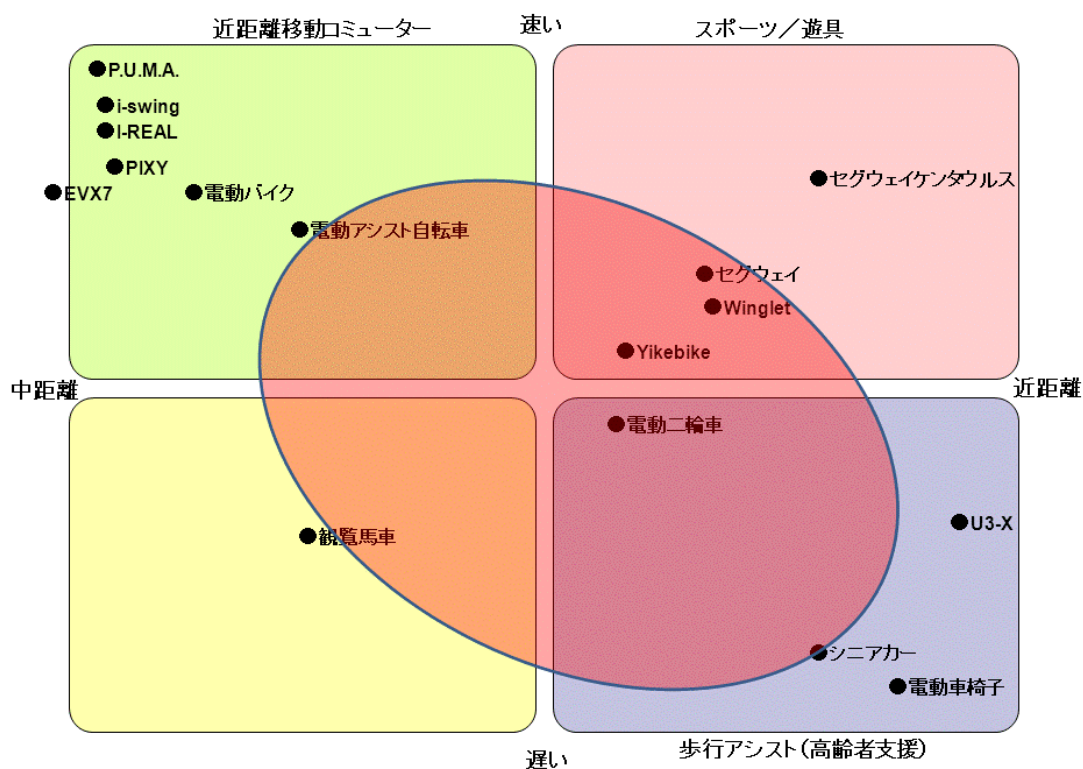 近距離移動コミューター
速い
スポーツ／遊具
P.U.M.A.
i-swing
I-REAL
PIXY
EVX7
電動バイク
セグウェイケンタウルス
電動アシスト自転車
セグウェイ
Winglet
Yikebike
中距離
近距離
電動二輪車
U3-X
観覧馬車
シニアカー
電動車椅子
遅い
歩行アシスト（高齢者支援）